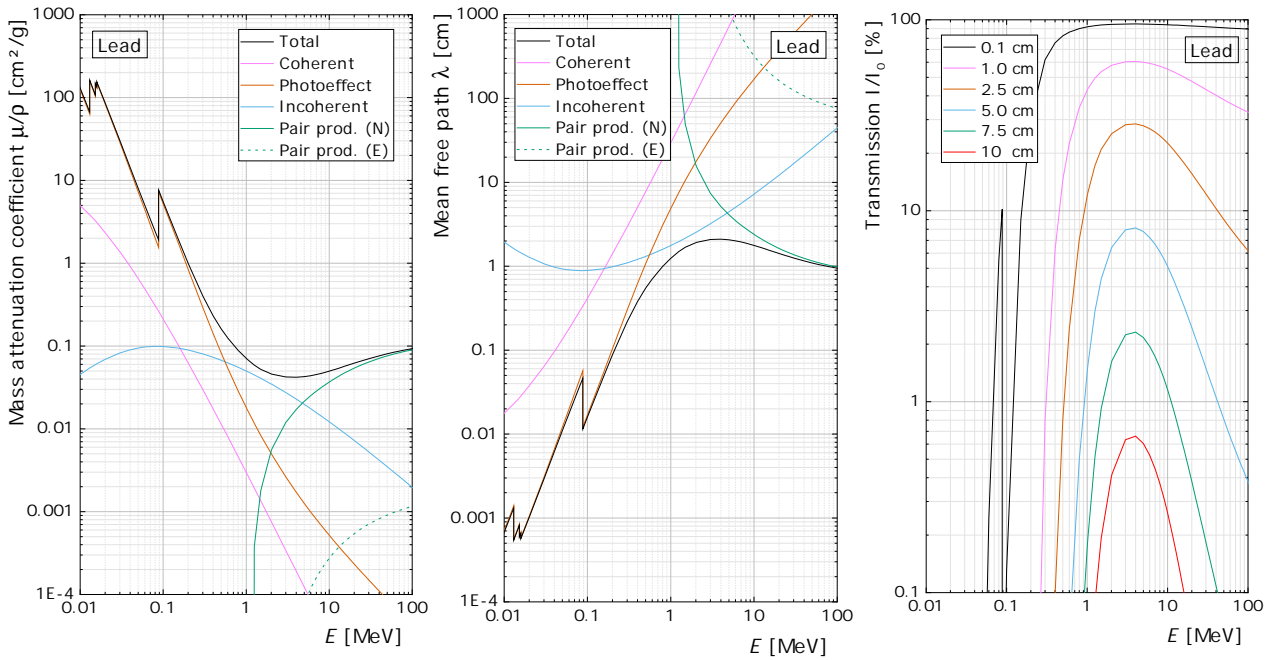 Mass attenuation coefficient μ/ρ [cm²/g]
1000
100
10
1
0.1
0.01
0.001
1E-4
Lead
Total
Coherent
Photoeffect
Incoherent
Pair prod. (N)
Pair prod. (E)
0.01 0.1 1 10 100
E [MeV]
Mean free path λ [cm]
1000
100
10
1
0.1
0.01
0.001
1E-4
Total
Coherent
Photoeffect
Incoherent
Pair prod. (N)
Pair prod. (E)
Lead
0.01 0.1 1 10 100
E [MeV]
Transmission I/I₀ [%]
100
10
1
0.1
0.1 cm
1.0 cm
2.5 cm
5.0 cm
7.5 cm
10 cm
Lead
0.01 0.1 1 10 100
E [MeV]